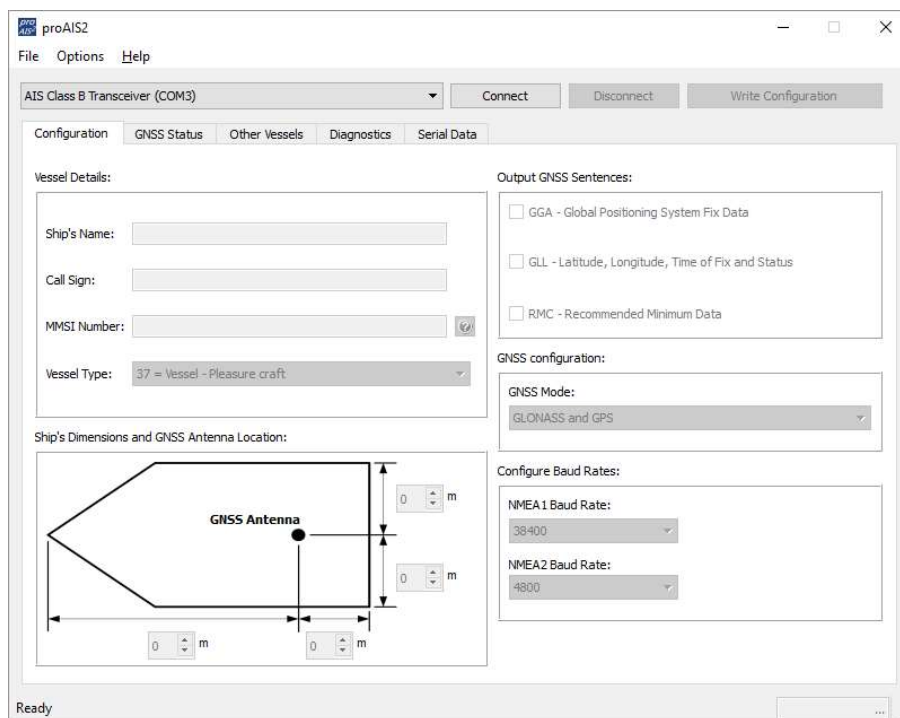 pro AIS2 proAIS2
File Options Help
AIS Class B Transceiver (COM3) Connect Disconnect Write Configuration
Configuration GNSS Status Other Vessels Diagnostics Serial Data
Vessel Details:
Ship's Name:
Call Sign:
MMSI Number: ?
Vessel Type: 37 = Vessel - Pleasure craft
Ship's Dimensions and GNSS Antenna Location:
GNSS Antenna
0 m
0 m
0 m 0 m
Output GNSS Sentences:
GGA - Global Positioning System Fix Data
GLL - Latitude, Longitude, Time of Fix and Status
RMC - Recommended Minimum Data
GNSS configuration:
GNSS Mode:
GLONASS and GPS
Configure Baud Rates:
NMEA1 Baud Rate:
38400
NMEA2 Baud Rate:
4800
Ready ...